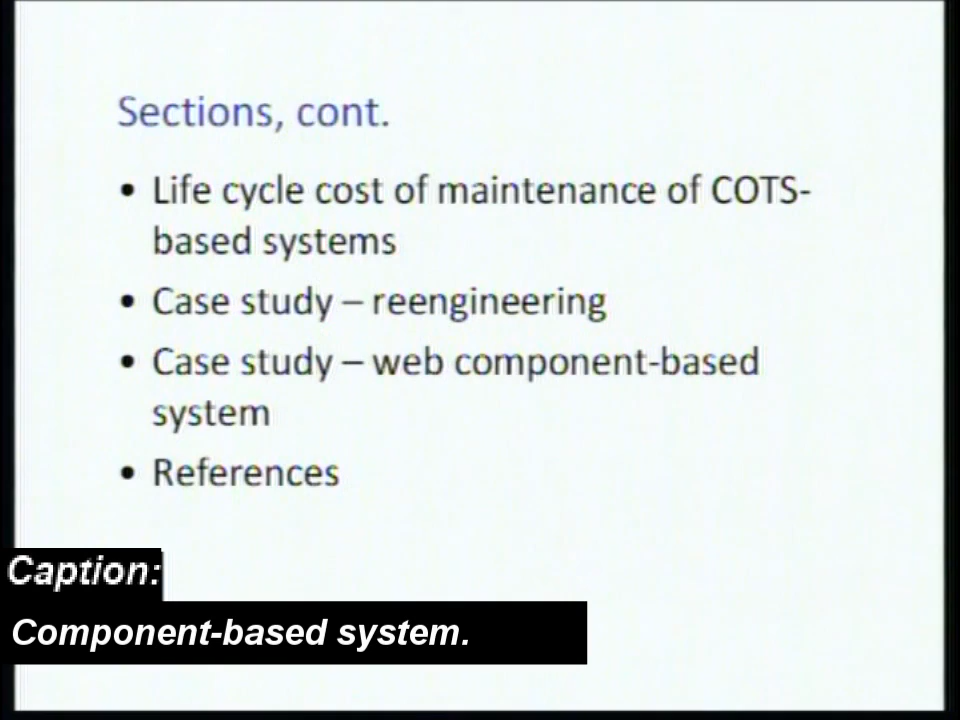 Sections, cont.
• Life cycle cost of maintenance of COTS-
based systems
• Case study – reengineering
• Case study – web component-based
system
• References
Caption:
Component-based system.